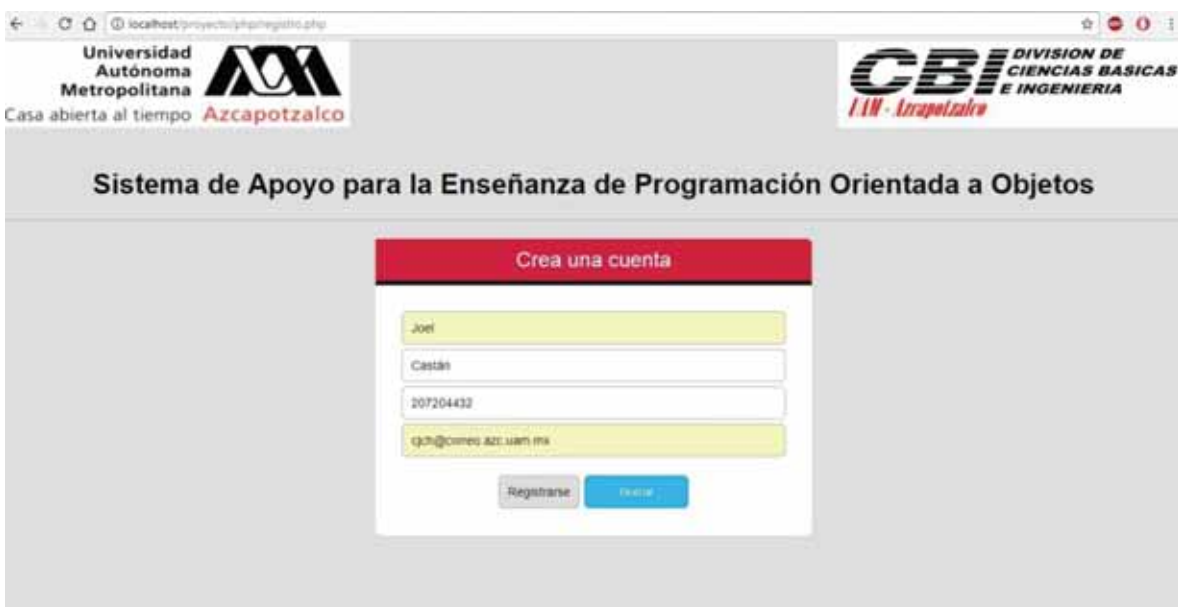 localhost/proyecto/php/registro.php
Universidad
Autónoma
Metropolitana
Casa abierta al tiempo Azcapotzalco
CBI DIVISION DE
CIENCIAS BASICAS
E INGENIERIA
UAM - Azcapotzalco
Sistema de Apoyo para la Enseñanza de Programación Orientada a Objetos
Crea una cuenta
Joel
Castán
207204432
cjch@correo.azc.uam.mx
Registrarse